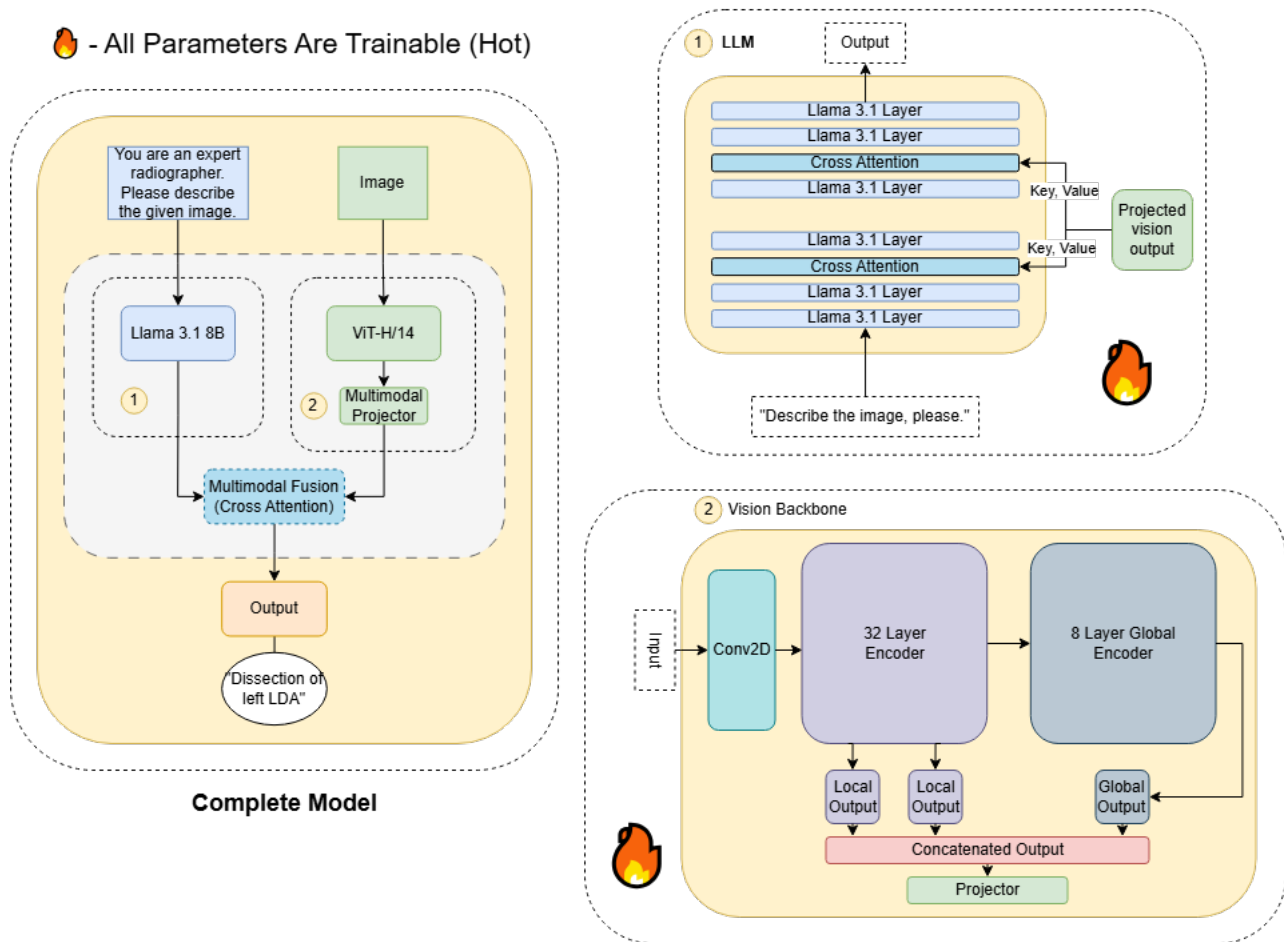 - All Parameters Are Trainable (Hot)
You are an expert
radiographer.
Please describe
the given image.
Image
Llama 3.1 8B
ViT-H/14
1
2
Multimodal
Projector
Multimodal Fusion
(Cross Attention)
Output
"Dissection of
left LDA"
Complete Model
1 LLM
Output
Llama 3.1 Layer
Llama 3.1 Layer
Cross Attention
Llama 3.1 Layer
Key, Value
Projected
vision
output
Llama 3.1 Layer
Key, Value
Cross Attention
Llama 3.1 Layer
Llama 3.1 Layer
"Describe the image, please."
2 Vision Backbone
Input
Conv2D
32 Layer
Encoder
8 Layer Global
Encoder
Local
Output
Local
Output
Global
Output
Concatenated Output
Projector